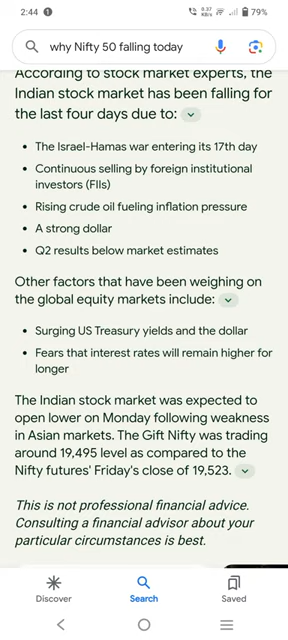 2:44
8.37
KB/s
79%
why Nifty 50 falling today
According to stock market experts, the
Indian stock market has been falling for
the last four days due to:
• The Israel-Hamas war entering its 17th day
• Continuous selling by foreign institutional
investors (FIIs)
• Rising crude oil fueling inflation pressure
• A strong dollar
• Q2 results below market estimates
Other factors that have been weighing on
the global equity markets include:
• Surging US Treasury yields and the dollar
• Fears that interest rates will remain higher for
longer
The Indian stock market was expected to
open lower on Monday following weakness
in Asian markets. The Gift Nifty was trading
around 19,495 level as compared to the
Nifty futures' Friday's close of 19,523.
This is not professional financial advice.
Consulting a financial advisor about your
particular circumstances is best.
Discover
Search
Saved